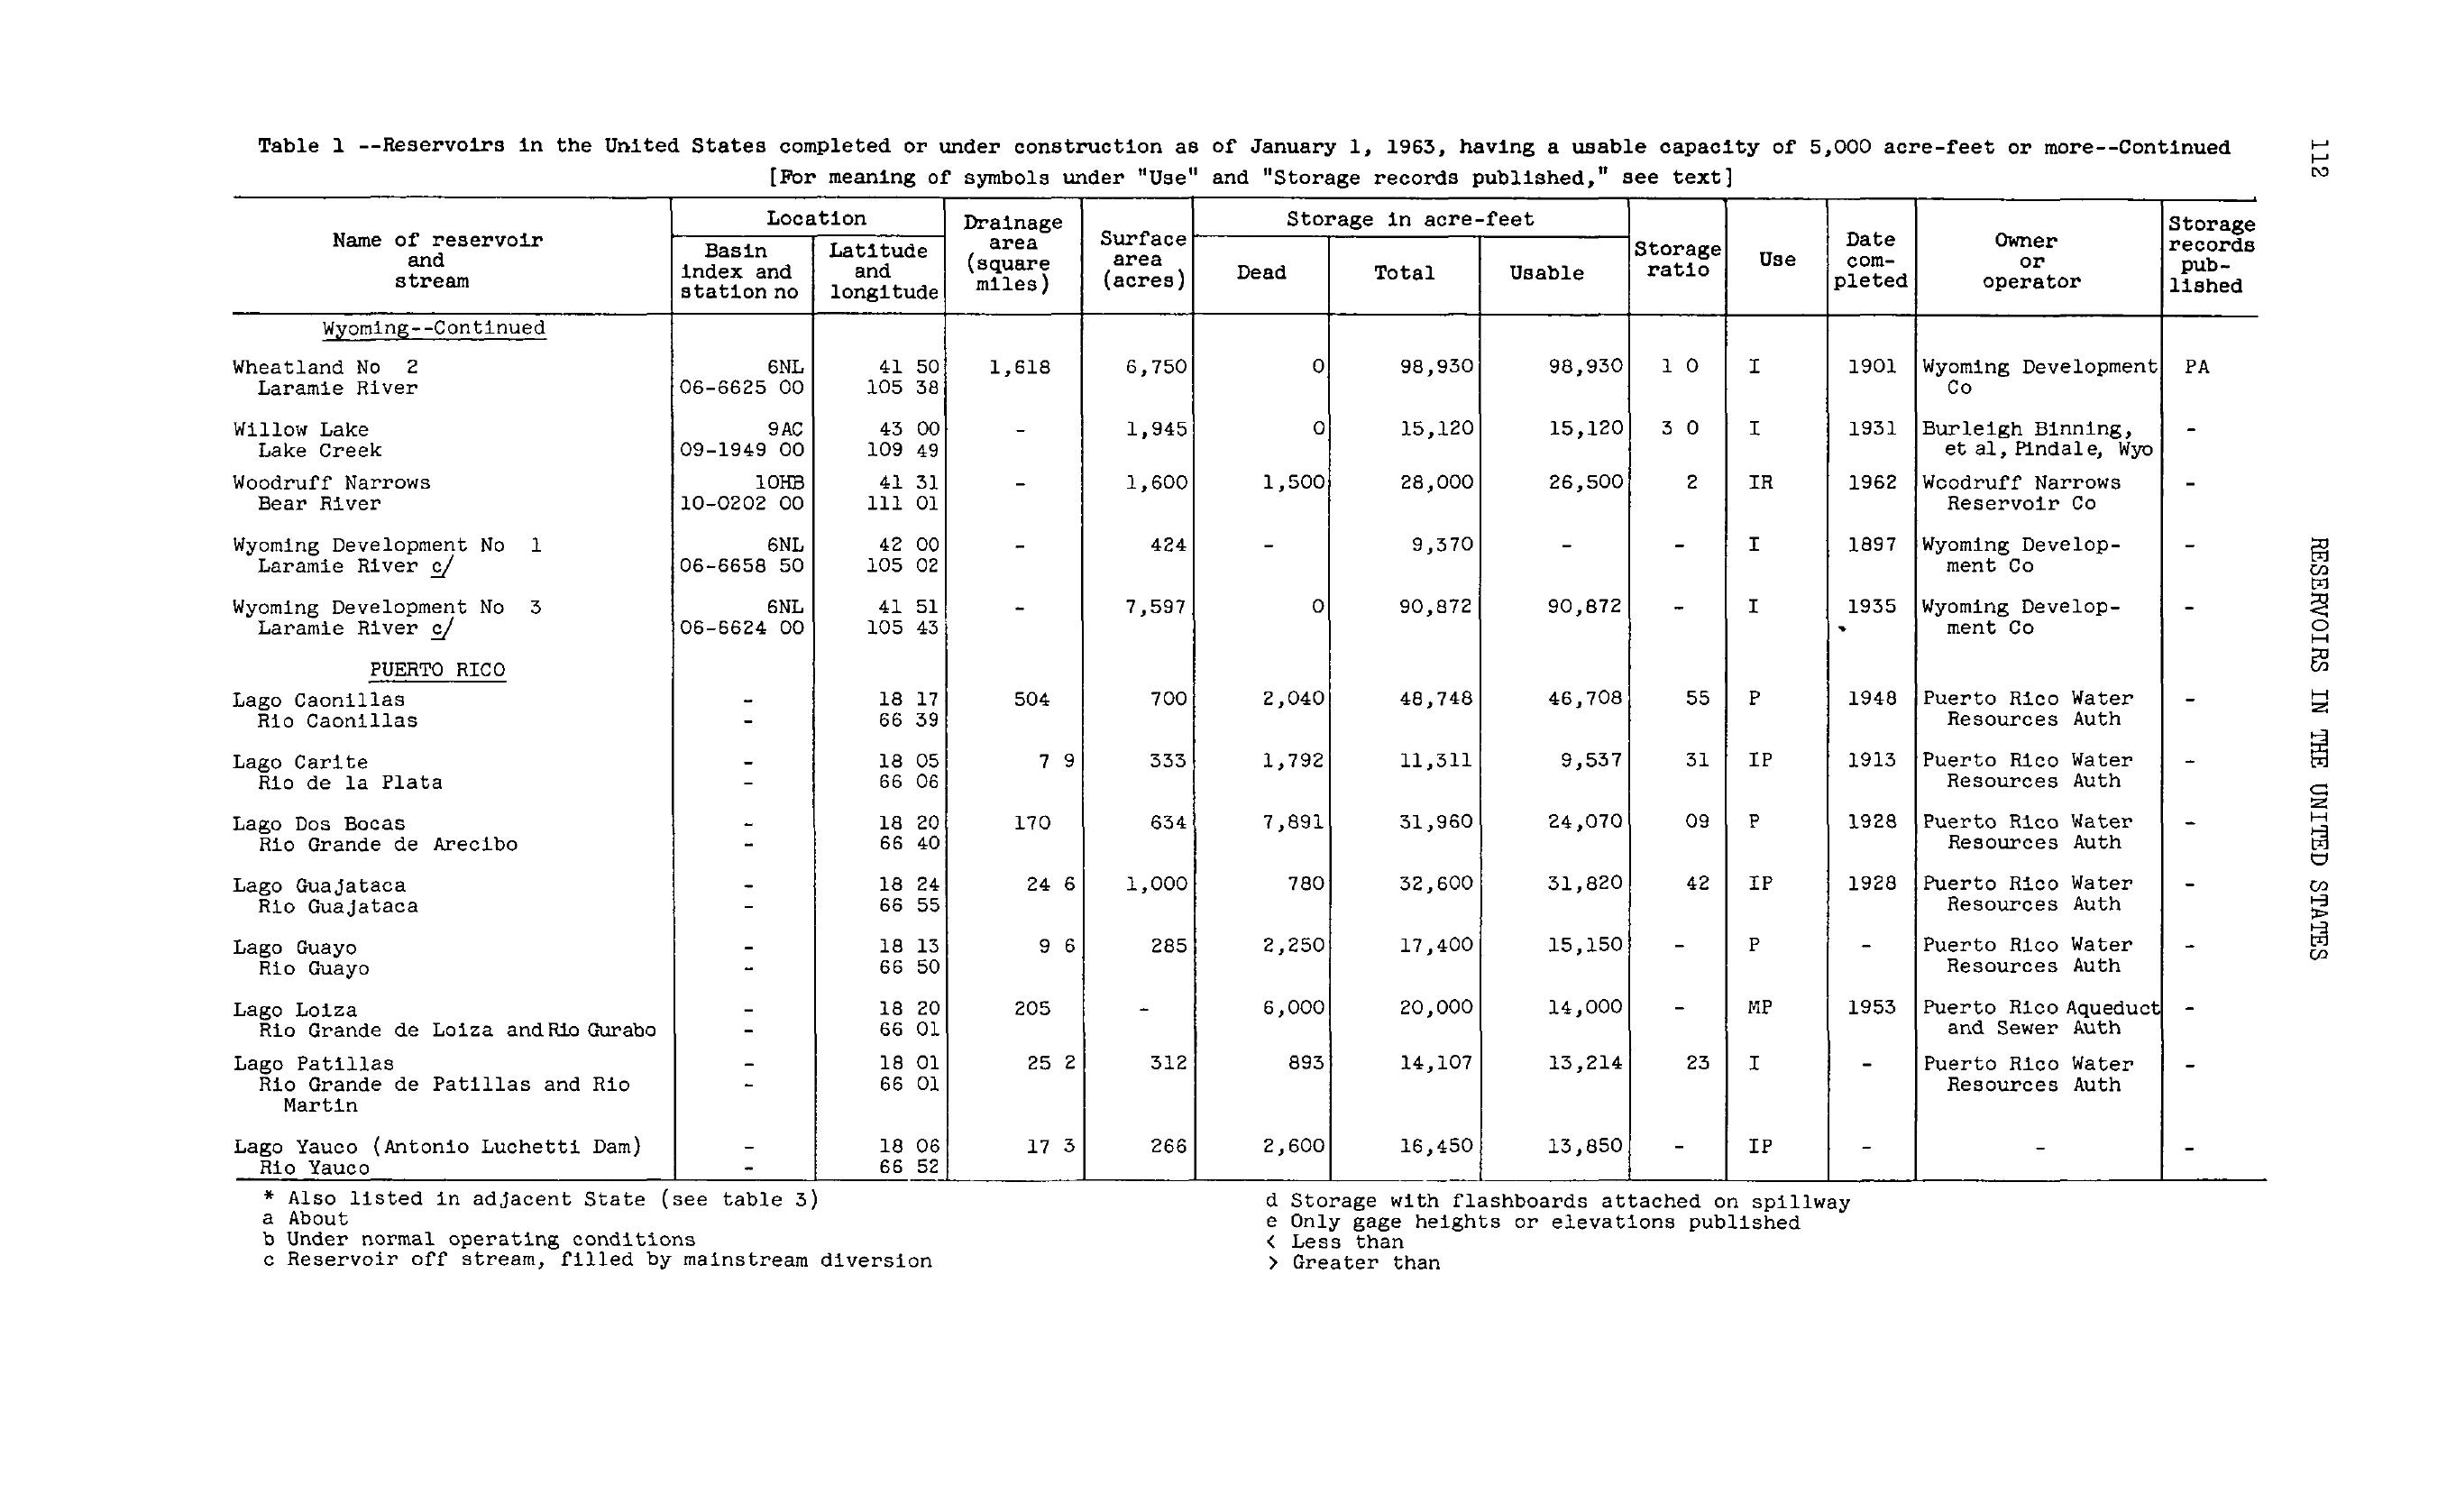 Table 1 --Reservoirs in the United States completed or under construction as of January 1, 1963, having a usable capacity of 5,000 acre-feet or more--Continued
[For meaning of symbols under "Use" and "Storage records published," see text]
112
RESERVOIRS IN THE UNITED STATES
Name of reservoir and stream | Location | Drainage area (square miles) | Surface area (acres) | Storage in acre-feet | Storage ratio | Use | Date com-pleted | Owner or operator | Storage records pub-lished
Basin index and station no | Latitude and longitude | Dead | Total | Usable
Wyoming--Continued
Wheatland No 2 6NL 41 50 1,618 6,750 0 98,930 98,930 1 0 I 1901 Wyoming Development PA
Laramie River 06-6625 00 105 38 Co
Willow Lake 9AC 43 00 - 1,945 0 15,120 15,120 3 0 I 1931 Burleigh Binning, -
Lake Creek 09-1949 00 109 49 et al, Pindale, Wyo
Woodruff Narrows 10HB 41 31 - 1,600 1,500 28,000 26,500 2 IR 1962 Woodruff Narrows -
Bear River 10-0202 00 111 01 Reservoir Co
Wyoming Development No 1 6NL 42 00 - 424 - 9,370 - - I 1897 Wyoming Develop- -
Laramie River c/ 06-6658 50 105 02 ment Co
Wyoming Development No 3 6NL 41 51 - 7,597 0 90,872 90,872 - I 1935 Wyoming Develop- -
Laramie River c/ 06-6624 00 105 43 ment Co
PUERTO RICO
Lago Caonillas - 18 17 504 700 2,040 48,748 46,708 55 P 1948 Puerto Rico Water -
Rio Caonillas - 66 39 Resources Auth
Lago Carite - 18 05 7 9 333 1,792 11,311 9,537 31 IP 1913 Puerto Rico Water -
Rio de la Plata - 66 06 Resources Auth
Lago Dos Bocas - 18 20 170 634 7,891 31,960 24,070 09 P 1928 Puerto Rico Water -
Rio Grande de Arecibo - 66 40 Resources Auth
Lago Guajataca - 18 24 24 6 1,000 780 32,600 31,820 42 IP 1928 Puerto Rico Water -
Rio Guajataca - 66 55 Resources Auth
Lago Guayo - 18 13 9 6 285 2,250 17,400 15,150 - P - Puerto Rico Water -
Rio Guayo - 66 50 Resources Auth
Lago Loiza - 18 20 205 - 6,000 20,000 14,000 - MP 1953 Puerto Rico Aqueduct -
Rio Grande de Loiza and Rio Gurabo - 66 01 and Sewer Auth
Lago Patillas - 18 01 25 2 312 893 14,107 13,214 23 I - Puerto Rico Water -
Rio Grande de Patillas and Rio - 66 01 Resources Auth
Martin
Lago Yauco (Antonio Luchetti Dam) - 18 06 17 3 266 2,600 16,450 13,850 - IP - - -
Rio Yauco - 66 52
* Also listed in adjacent State (see table 3)
a About
b Under normal operating conditions
c Reservoir off stream, filled by mainstream diversion
d Storage with flashboards attached on spillway
e Only gage heights or elevations published
< Less than
> Greater than